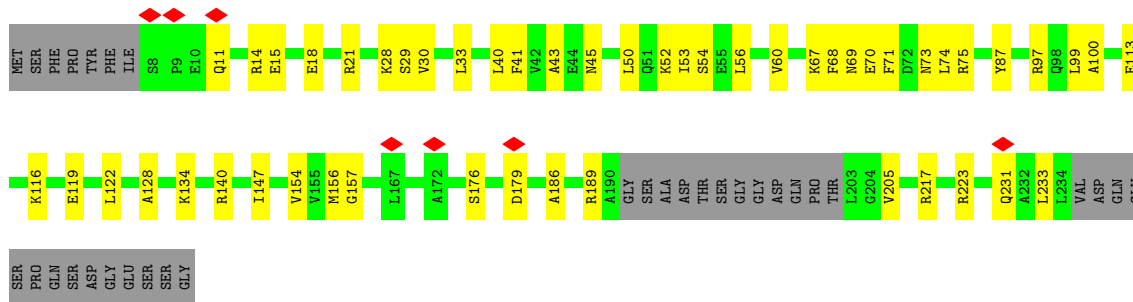 MET SER PHE PRO TYR PHE ILE S8 P9 E10 Q11 R14 E15 E18 R21 K28 S29 V30 L33 L40 F41 V42 A43 E44 N45 L50 Q51 K52 I53 S54 E55 L56 V60 K67 F68 N69 E70 F71 D72 N73 L74 R75 Y87 R97 Q98 L99 A100
K116 E119 L122 A128 K134 R140 I147 V154 V155 M156 G157 L167 A172 S176 D179 A186 R189 A190 GLY SER ALA ASP THR SER GLY GLY ASP GLN PRO THR L203 G204 V205 R217 R223 Q231 A232 L233 L234 VAL ASP GLN
SER PRO GLN SER ASP GLY GLU SER SER GLY